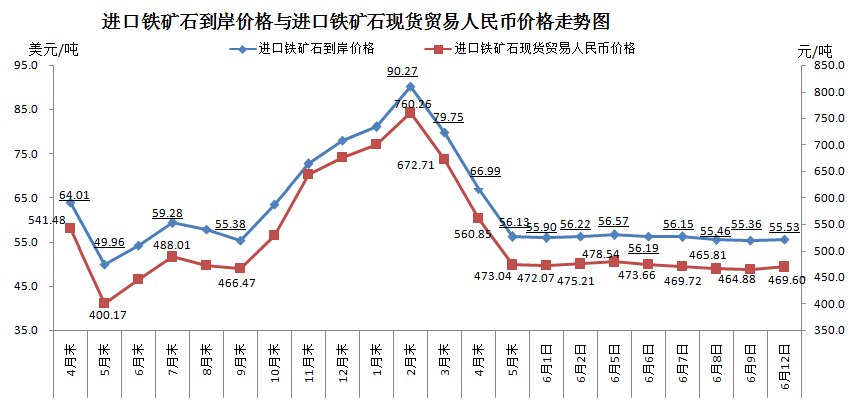 进口铁矿石到岸价格与进口铁矿石现货贸易人民币价格走势图
美元/吨
进口铁矿石到岸价格
进口铁矿石现货贸易人民币价格
元/吨
95.0
85.0
75.0
65.0
55.0
45.0
35.0
850.0
800.0
750.0
700.0
650.0
600.0
550.0
500.0
450.0
400.0
350.0
64.01
49.96
59.28
55.38
90.27
79.75
56.99
56.13
55.90
56.22
56.57
56.19
56.15
55.46
55.36
55.53
541.48
400.17
488.01
466.47
760.26
672.71
560.85
473.04
472.07
475.21
478.54
473.66
469.72
465.81
464.88
469.60
4月末
5月末
6月末
7月末
8月末
9月末
10月末
11月末
12月末
1月末
2月末
3月末
4月末
5月末
6月1日
6月2日
6月5日
6月6日
6月7日
6月8日
6月9日
6月12日